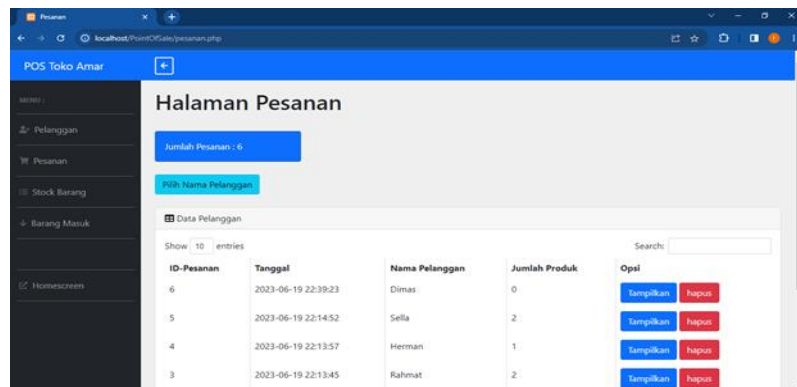 Pesanan
localhost/PointOfSale/pesanan.php
POS Toko Amar
MENU :
Pelanggan
Pesanan
Stock Barang
Barang Masuk
Homescreen
Halaman Pesanan
Jumlah Pesanan : 6
Pilih Nama Pelanggan
Data Pelanggan
Show 10 entries Search:
ID-Pesanan Tanggal Nama Pelanggan Jumlah Produk Opsi
6 2023-06-19 22:39:23 Dimas 0 Tampilkan hapus
5 2023-06-19 22:14:52 Sella 2 Tampilkan hapus
4 2023-06-19 22:13:57 Herman 1 Tampilkan hapus
3 2023-06-19 22:13:45 Rahmat 2 Tampilkan hapus